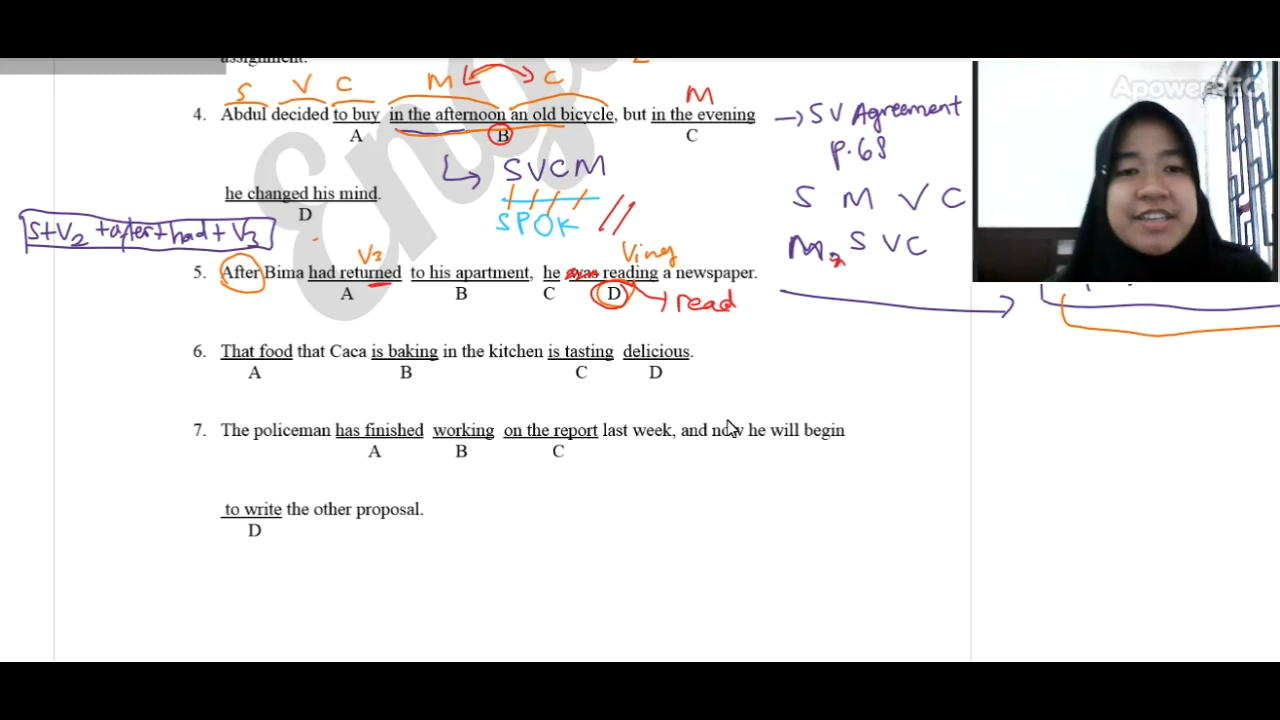 assignment.
S V C M C
M
4. Abdul decided to buy in the afternoon an old bicycle, but in the evening
A B C
→ SV Agreement
p. 68
SVCM
S M V C
he changed his mind.
D
SPOK
S+V2 +after+had+V3
M, S V C
V3 Ving
5. After Bima had returned to his apartment, he was reading a newspaper.
A B C D
read
6. That food that Caca is baking in the kitchen is tasting delicious.
A B C D
7. The policeman has finished working on the report last week, and now he will begin
A B C
to write the other proposal.
D